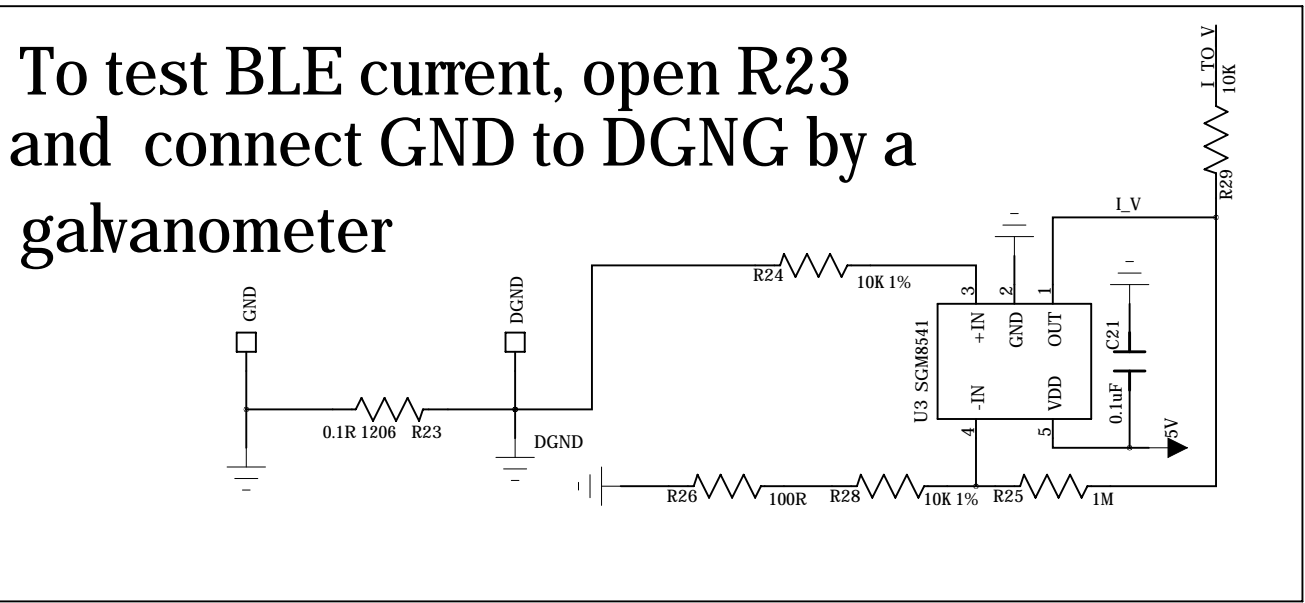 To test BLE current, open R23
and connect GND to DGNG by a
galvanometer
I TO V
10K
R29
I_V
R24
10K 1%
GND
DGND
3
2
1
+IN
GND
OUT
U3 SGM8541
-IN
VDD
4
5
C21
0.1uF
5V
0.1R 1206 R23
DGND
R26
100R
R28
10K 1%
R25
1M